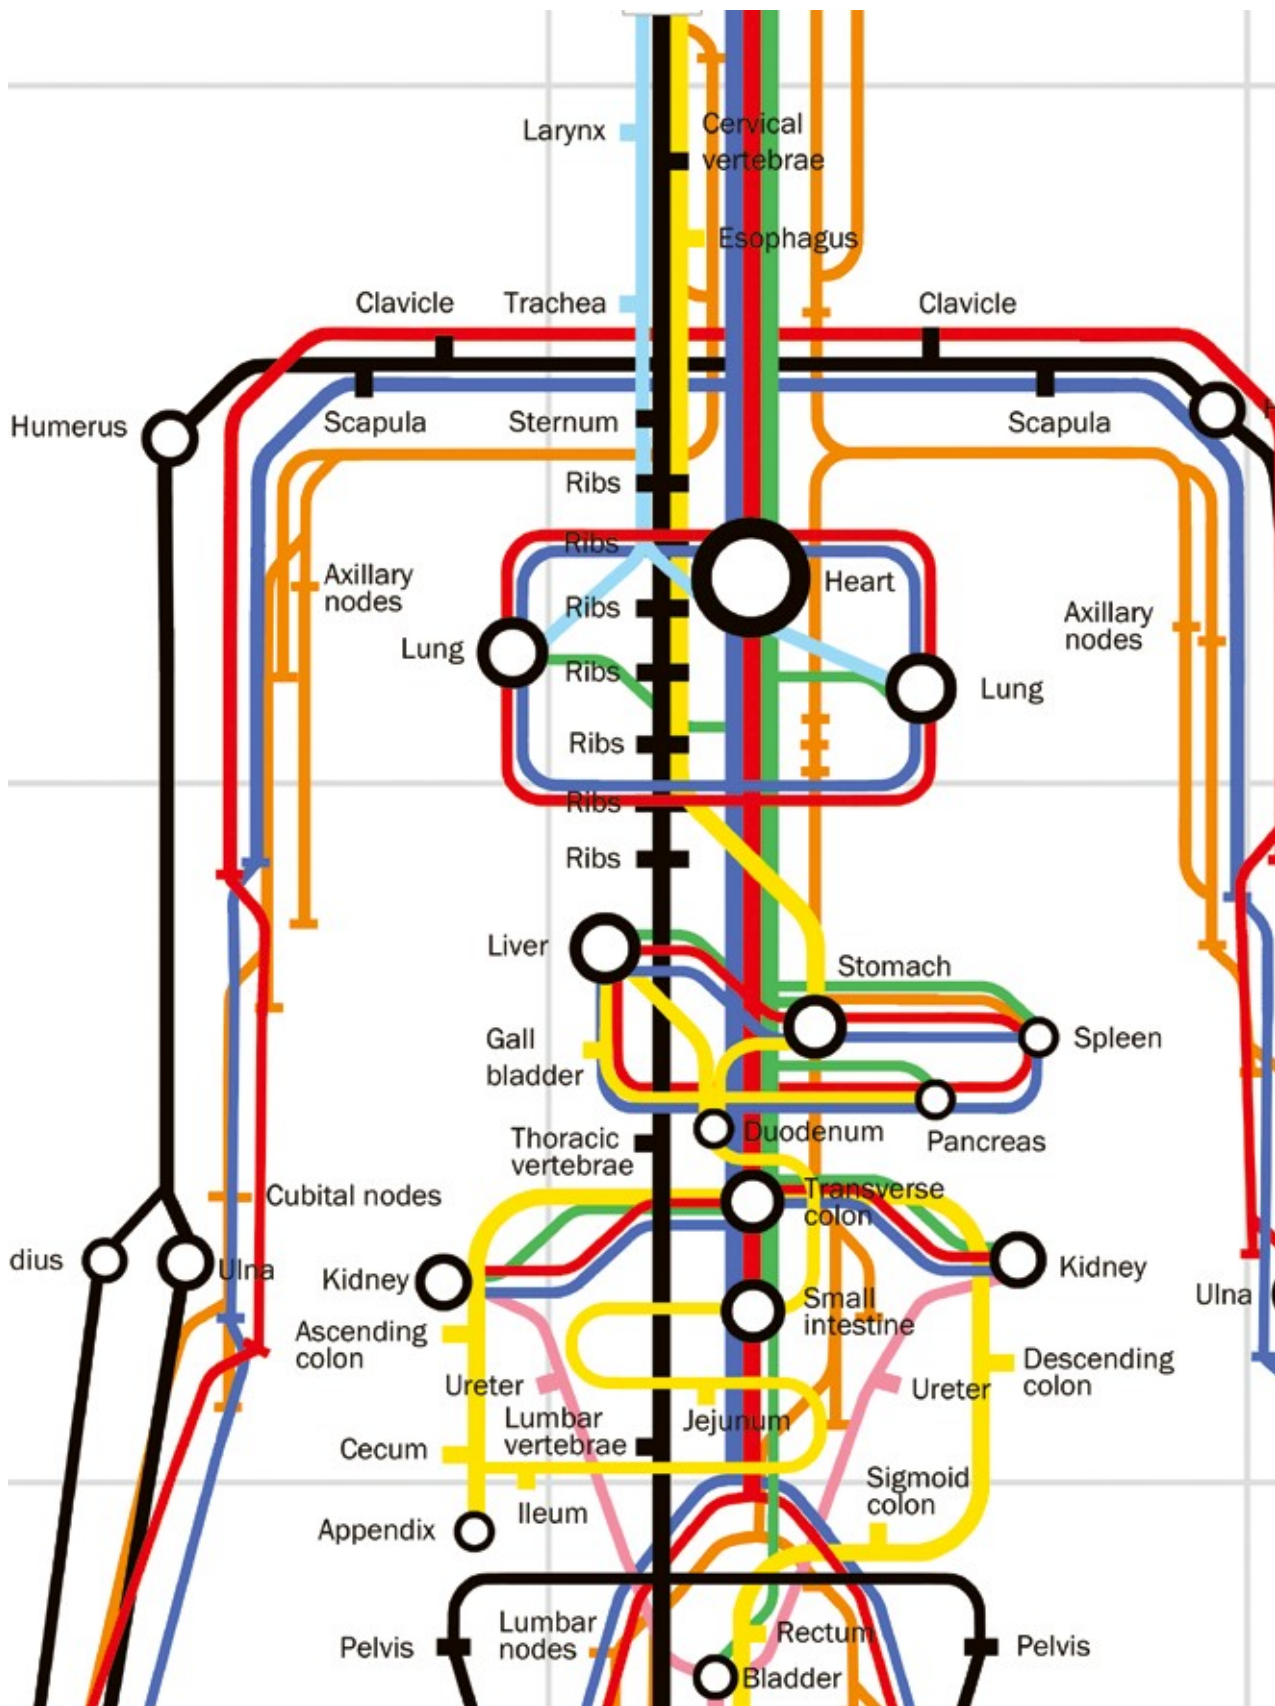 Larynx
Cervical
vertebrae
Esophagus
Clavicle
Trachea
Clavicle
Humerus
Scapula
Sternum
Scapula
H
Ribs
Ribs
Axillary
nodes
Heart
Ribs
Axillary
nodes
Lung
Ribs
Lung
Ribs
Ribs
Ribs
Liver
Stomach
Gall
bladder
Spleen
Thoracic
vertebrae
Duodenum
Pancreas
Cubital nodes
Transverse
colon
dius
Ulna
Kidney
Kidney
Ulna
Small
intestine
Ascending
colon
Descending
colon
Ureter
Ureter
Jejunum
Lumbar
vertebrae
Cecum
Sigmoid
colon
Ileum
Appendix
Lumbar
nodes
Rectum
Pelvis
Pelvis
Bladder